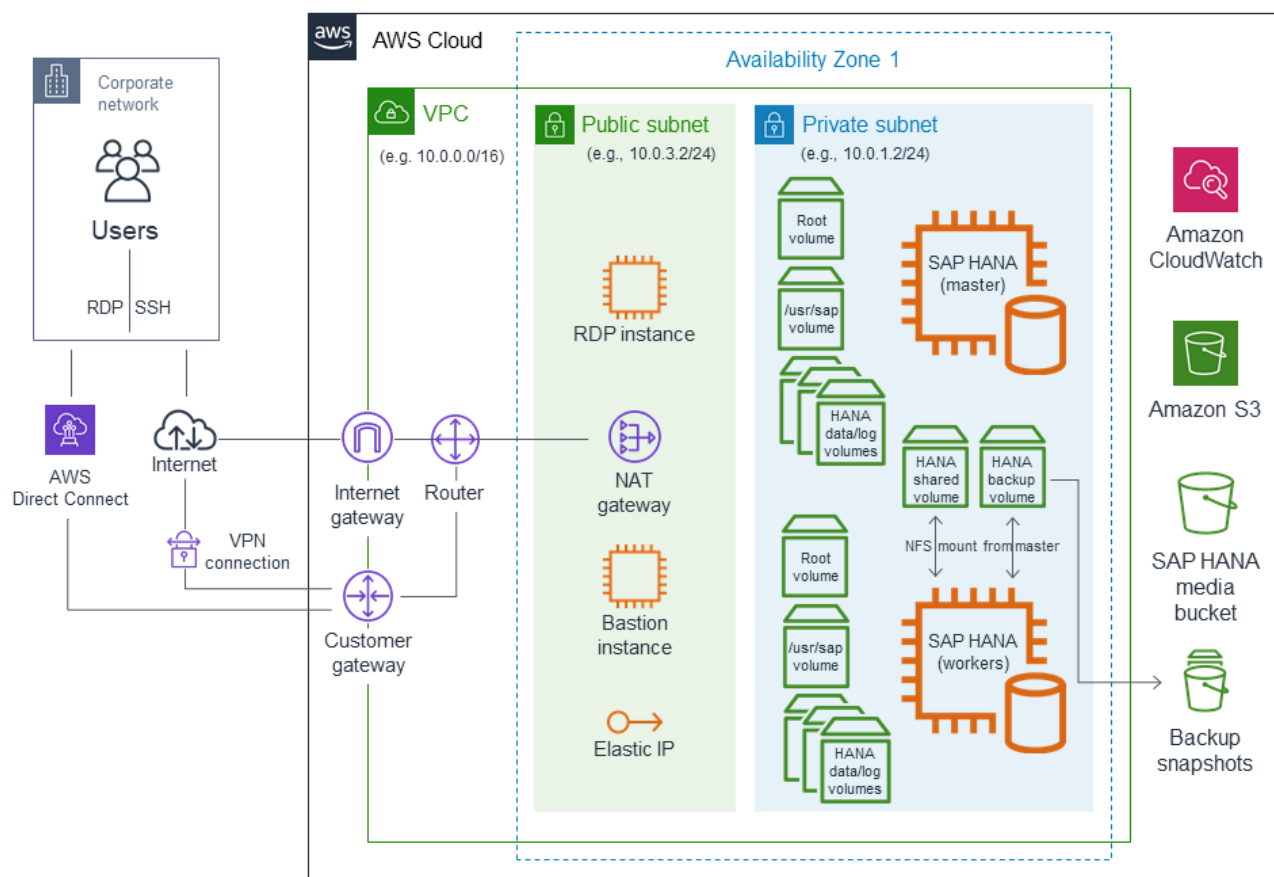 aws
AWS Cloud
Availability Zone 1
Corporate
network
Users
RDP
SSH
AWS
Direct Connect
Internet
VPN
connection
VPC
(e.g. 10.0.0.0/16)
Internet
gateway
Router
Customer
gateway
Public subnet
(e.g., 10.0.3.2/24)
RDP instance
NAT
gateway
Bastion
instance
Elastic IP
Private subnet
(e.g., 10.0.1.2/24)
Root
volume
/usr/sap
volume
HANA
data/log
volumes
SAP HANA
(master)
HANA
shared
volume
HANA
backup
volume
NFS mount from master
Root
volume
/usr/sap
volume
HANA
data/log
volumes
SAP HANA
(workers)
Amazon
CloudWatch
Amazon S3
SAP HANA
media
bucket
Backup
snapshots